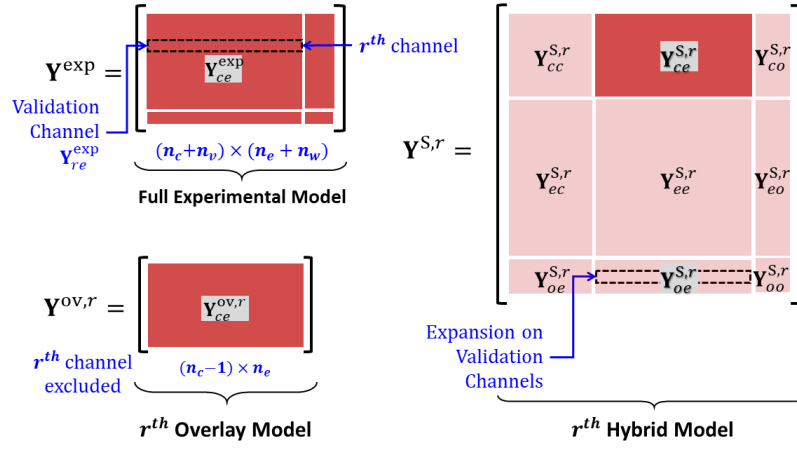 Y^exp =
Y_ce^exp
r^th channel
Validation
Channel
Y_re^exp
(n_c+n_v) × (n_e + n_w)
Full Experimental Model
Y^ov,r =
Y_ce^ov,r
r^th channel
excluded
(n_c−1) × n_e
r^th Overlay Model
Y^S,r =
Y_cc^S,r Y_ce^S,r Y_co^S,r
Y_ec^S,r Y_ee^S,r Y_eo^S,r
Y_oe^S,r Y_oe^S,r Y_oo^S,r
Expansion on
Validation
Channels
r^th Hybrid Model